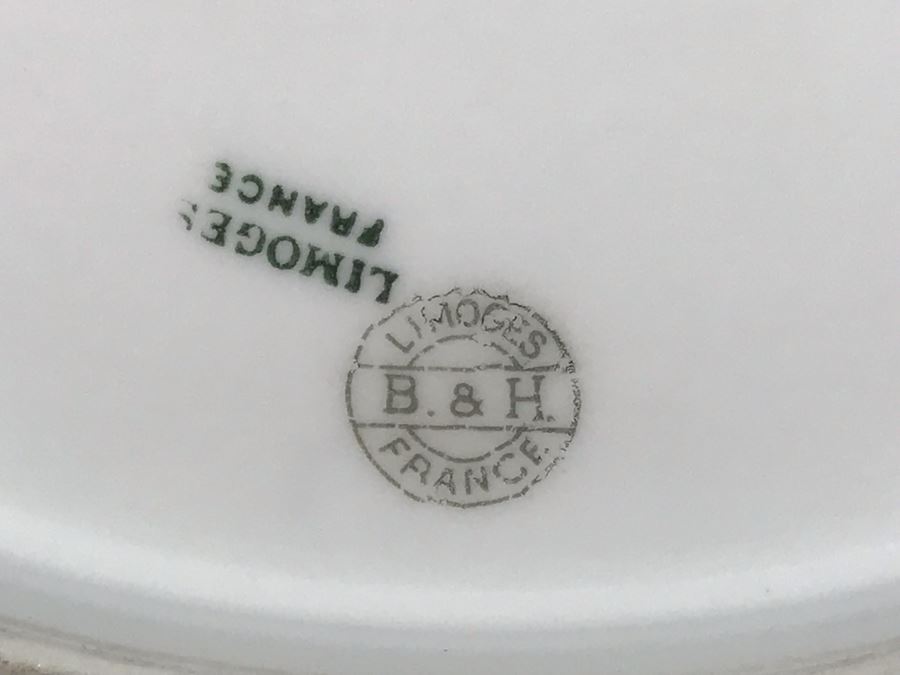 LIMOGES
FRANCE
LIMOGES
B. & H.
FRANCE